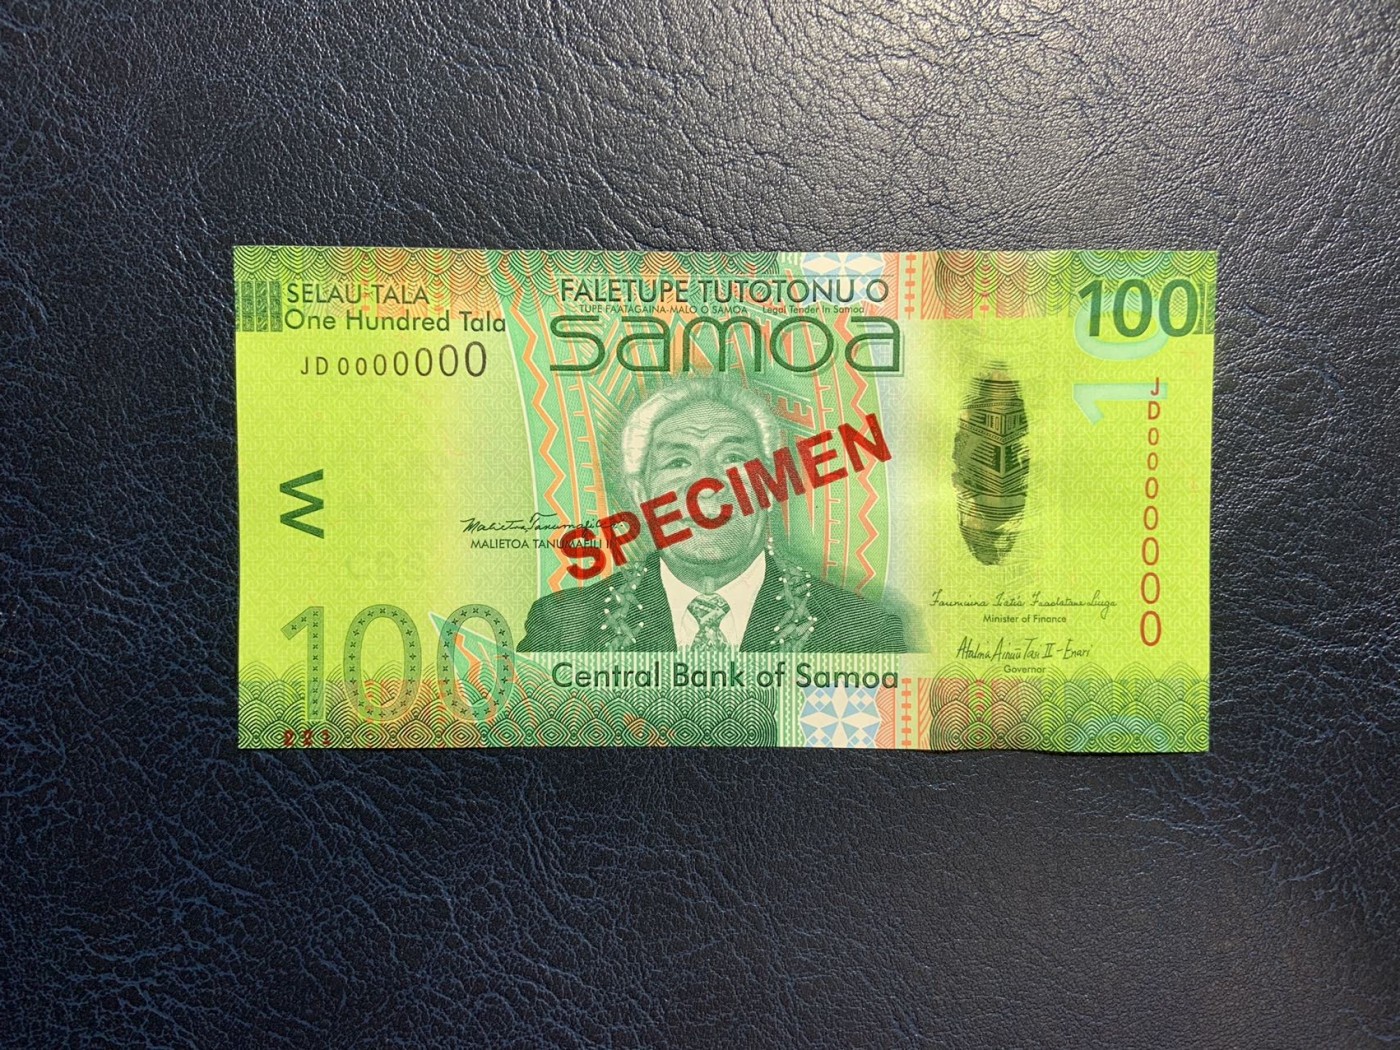 SELAU TALA
One Hundred Tala
JD0000000
FALETUPE TUTOTONU O
TUPE FAATAGAINA-MALO O SAMOA Legal Tender In Samoa
samoa
100
10
JD0000000
SPECIMEN
MALIETOA TANUMAFILI II
Minister of Finance
Governor
100
Central Bank of Samoa